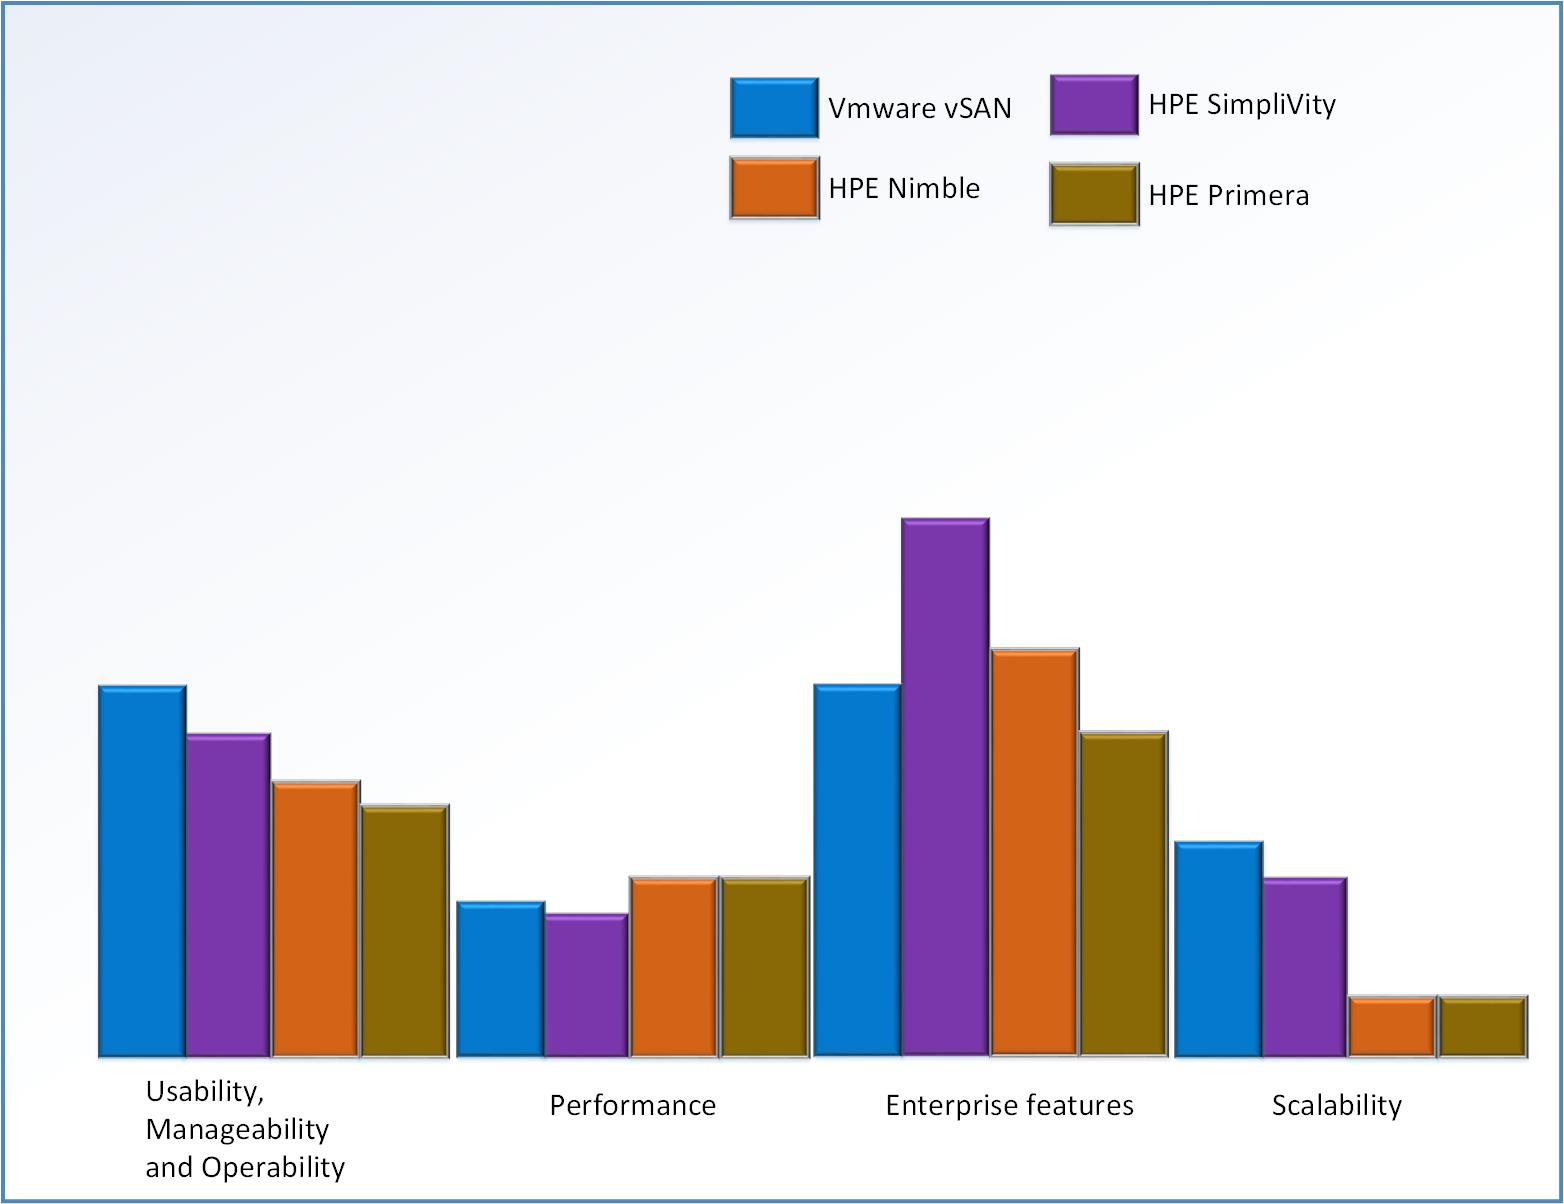 Vmware vSAN
HPE SimpliVity
HPE Nimble
HPE Primera
Usability,
Manageability
and Operability
Performance
Enterprise features
Scalability